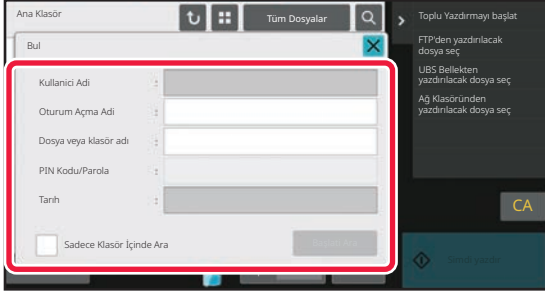 Ana Klasör
Tüm Dosyalar
Bul
Kullanici Adi :
Oturum Açma Adi :
Dosya veya klasör adı :
PIN Kodu/Parola :
Tanh :
Sadece Klasör İçinde Ara
Toplu Yazdırmayı başlat
FTP'den yazdırılacak
dosya seç
UBS Bellekten
yazdırılacak dosya seç
Ağ Klasöründen
yazdırılacak dosya seç
CA